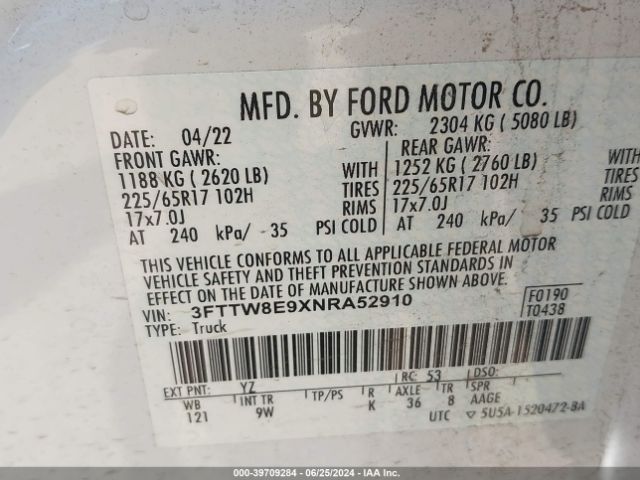 MFD. BY FORD MOTOR CO.
DATE: 04/22 GVWR: 2304 KG ( 5080 LB)
FRONT GAWR: REAR GAWR:
1188 KG ( 2620 LB) WITH 1252 KG ( 2760 LB) WITH
225/65R17 102H TIRES 225/65R17 102H TIRES
17x7.0J RIMS 17x7.0J RIMS
AT 240 kPa/ 35 PSI COLD AT 240 kPa/ 35 PSI COLD
THIS VEHICLE CONFORMS TO ALL APPLICABLE FEDERAL MOTOR
VEHICLE SAFETY AND THEFT PREVENTION STANDARDS IN
EFFECT ON THE DATE OF MANUFACTURE SHOWN ABOVE.
VIN: 3FTTW8E9XNRA52910 F0190
TYPE: Truck T0438
EXT PNT: YZ RC: 53 DSO:
WB INT TR TP/PS R AXLE TR SPR
121 9W K 36 8 AAGE
UTC ▽ 5U5A-1520472-BA
000-39709284 | 06/25/2024 | IAA Inc.